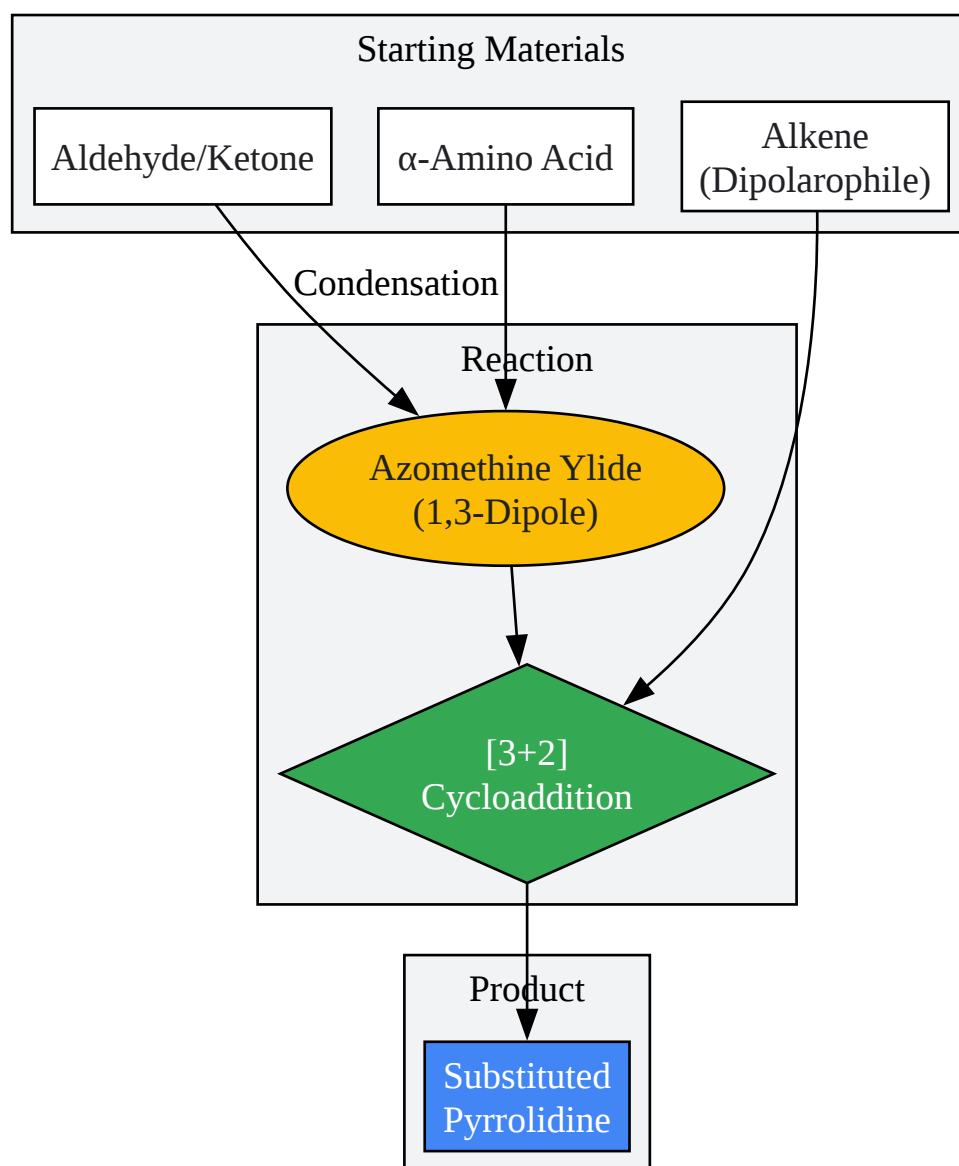 Starting Materials
Aldehyde/Ketone
α-Amino Acid
Alkene
(Dipolarophile)
Condensation
Reaction
Azomethine Ylide
(1,3-Dipole)
[3+2]
Cycloaddition
Product
Substituted
Pyrrolidine